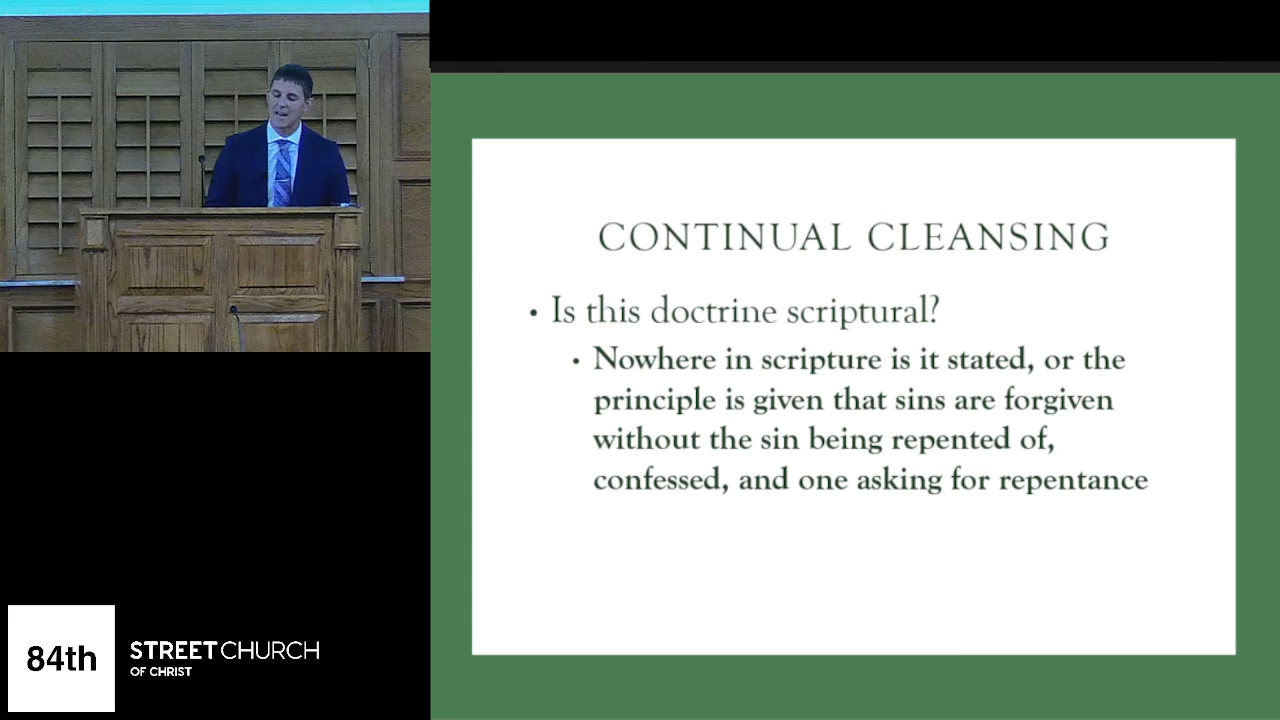 CONTINUAL CLEANSING
• Is this doctrine scriptural?
• Nowhere in scripture is it stated, or the
principle is given that sins are forgiven
without the sin being repented of,
confessed, and one asking for repentance
84th
STREET CHURCH
OF CHRIST